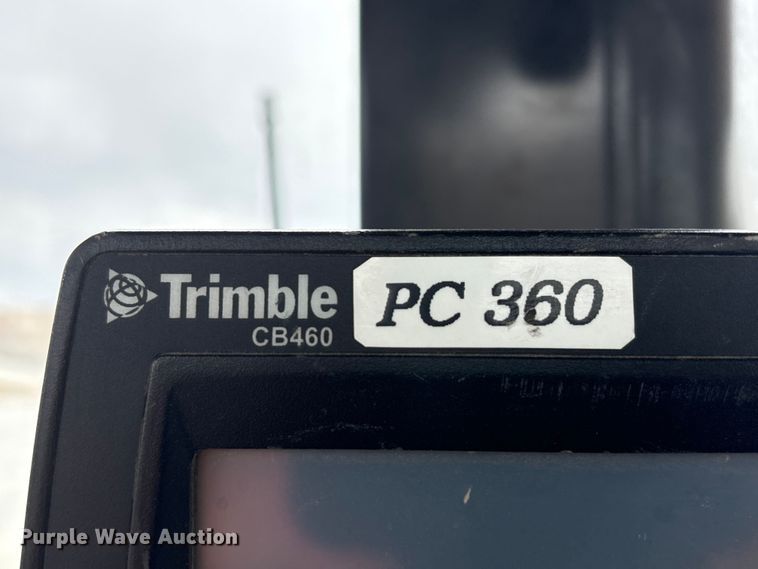 Trimble
CB460
PC 360
Purple Wave Auction